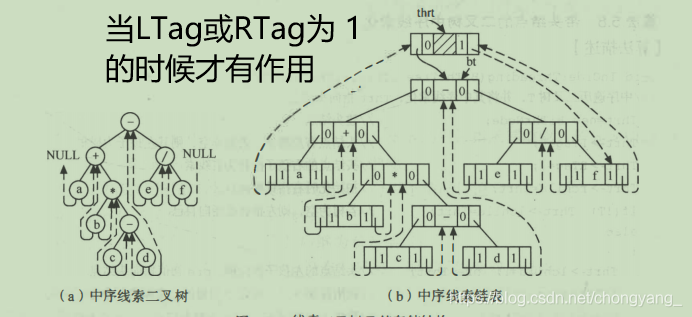 当LTag或RTag为 1
的时候才有作用
thrt
0 1
bt
0 - 0
-
NULL + / NULL
0 + 0
0 / 0
a * e f
1 a 1
0 * 0
1 e 1
1 f 1
b -
1 b 1
0 - 0
c d
1 c 1
1 d 1
(a) 中序线索二叉树
(b) 中序线索链表
blog.csdn.net/chongyang_